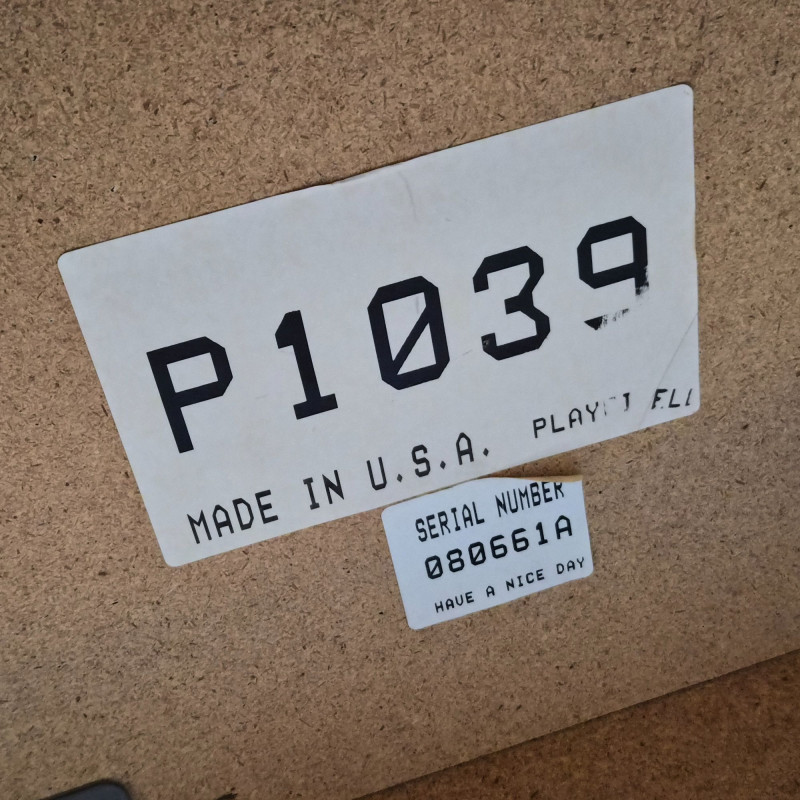 P1039
MADE IN U.S.A.
SERIAL NUMBER
080661A
HAVE A NICE DAY